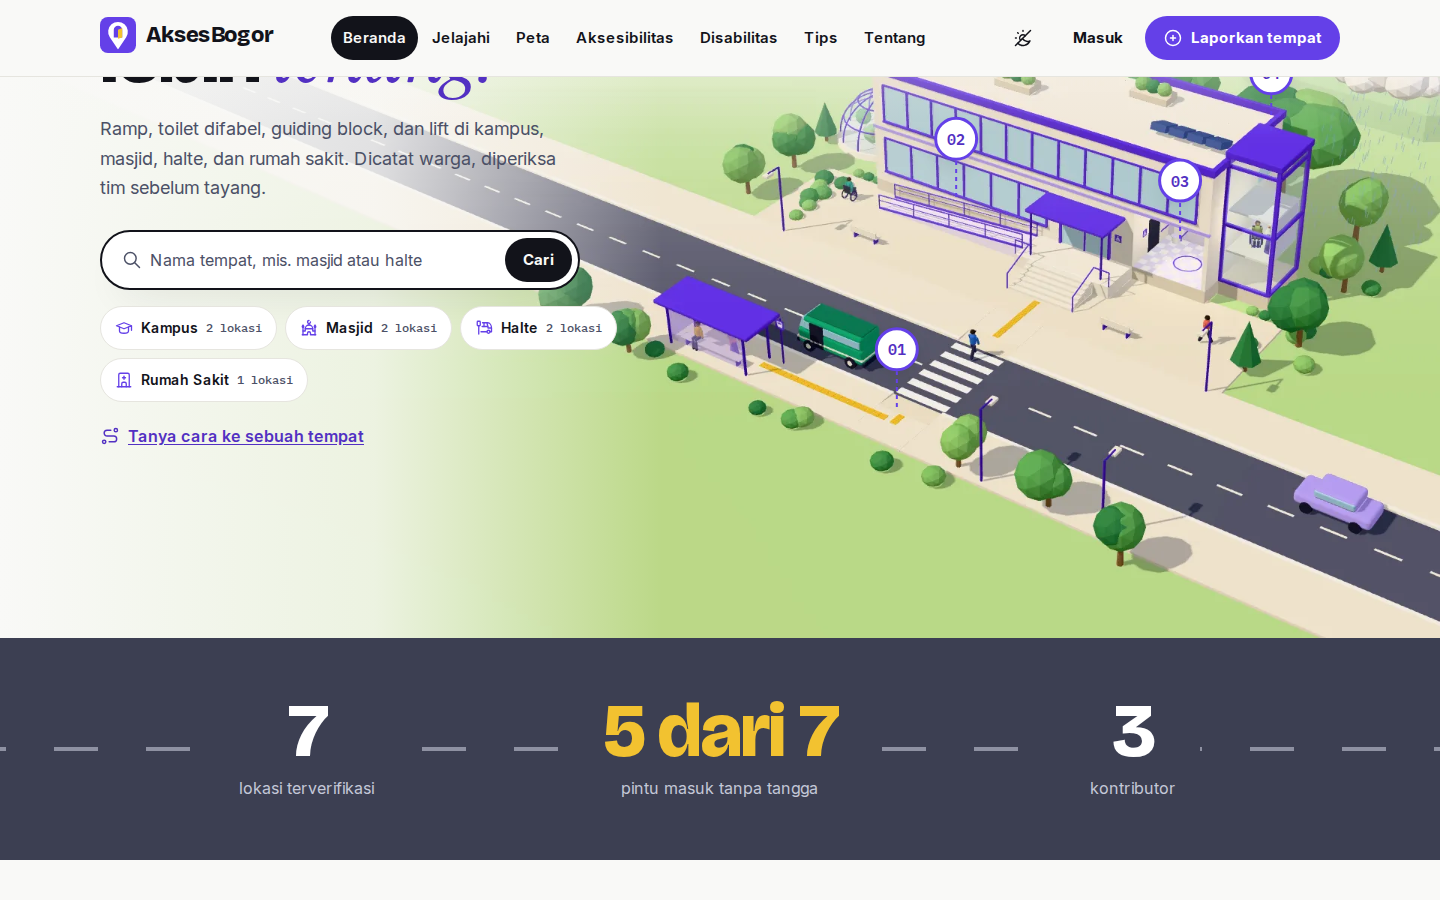 AksesBogor
Beranda
Jelajahi
Peta
Aksesibilitas
Disabilitas
Tips
Tentang
Masuk
Laporkan tempat
Ramp, toilet difabel, guiding block, dan lift di kampus,
masjid, halte, dan rumah sakit. Dicatat warga, diperiksa
tim sebelum tayang.
Nama tempat, mis. masjid atau halte
Cari
Kampus 2 lokasi
Masjid 2 lokasi
Halte 2 lokasi
Rumah Sakit 1 lokasi
Tanya cara ke sebuah tempat
02
03
01
7
lokasi terverifikasi
5 dari 7
pintu masuk tanpa tangga
3
kontributor